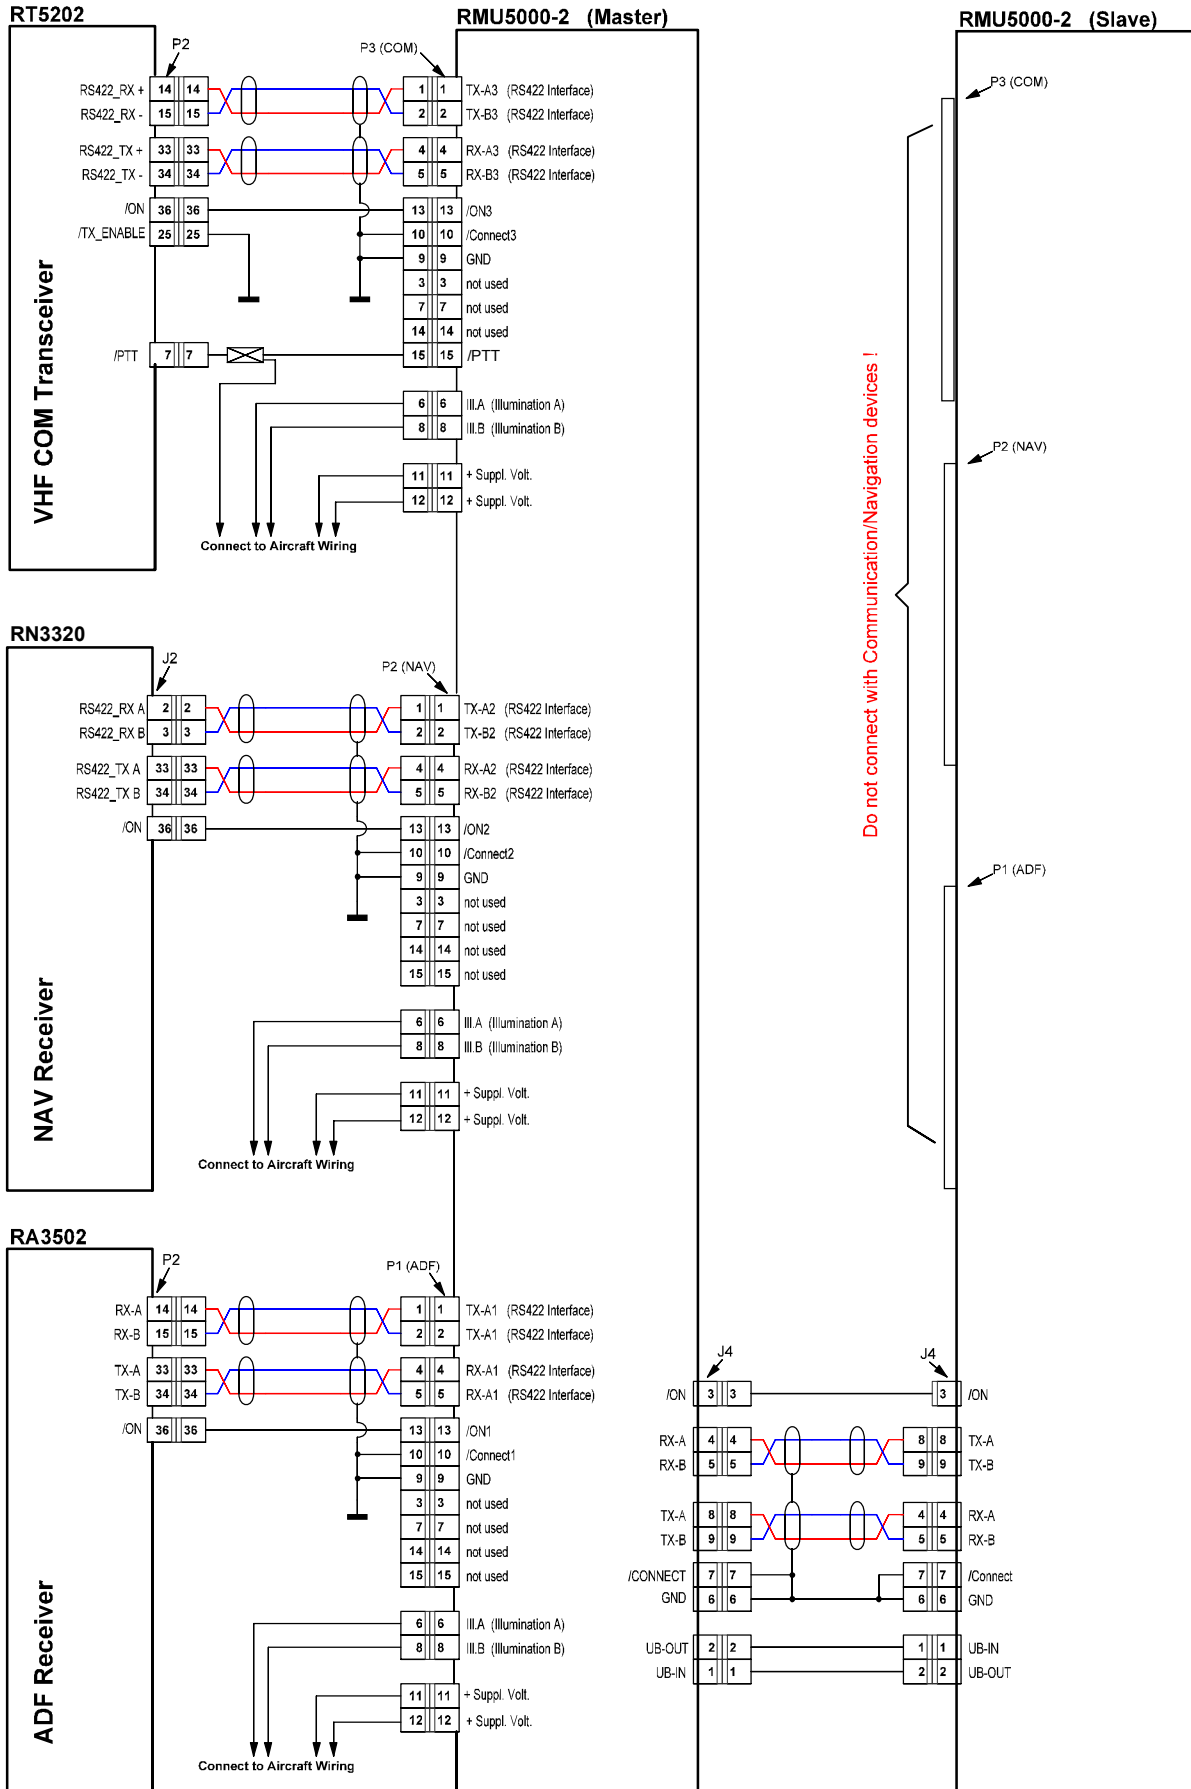 RT5202
RMU5000-2 (Master)
RMU5000-2 (Slave)
P2
P3 (COM)
RS422_RX + 14 14 1 1 TX-A3 (RS422 Interface)
RS422_RX - 15 15 2 2 TX-B3 (RS422 Interface)
RS422_TX + 33 33 4 4 RX-A3 (RS422 Interface)
RS422_TX - 34 34 5 5 RX-B3 (RS422 Interface)
/ON 36 36 13 13 /ON3
/TX_ENABLE 25 25 10 10 /Connect3
9 9 GND
3 3 not used
7 7 not used
14 14 not used
/PTT 7 7 15 15 /PTT
6 6 Ill.A (Illumination A)
8 8 Ill.B (Illumination B)
11 11 + Suppl. Volt.
12 12 + Suppl. Volt.
Connect to Aircraft Wiring
VHF COM Transceiver
P3 (COM)
P2 (NAV)
P1 (ADF)
Do not connect with Communication/Navigation devices !
RN3320
J2
P2 (NAV)
RS422_RX A 2 2 1 1 TX-A2 (RS422 Interface)
RS422_RX B 3 3 2 2 TX-B2 (RS422 Interface)
RS422_TX A 33 33 4 4 RX-A2 (RS422 Interface)
RS422_TX B 34 34 5 5 RX-B2 (RS422 Interface)
/ON 36 36 13 13 /ON2
10 10 /Connect2
9 9 GND
3 3 not used
7 7 not used
14 14 not used
15 15 not used
6 6 Ill.A (Illumination A)
8 8 Ill.B (Illumination B)
11 11 + Suppl. Volt.
12 12 + Suppl. Volt.
Connect to Aircraft Wiring
NAV Receiver
RA3502
P2
P1 (ADF)
RX-A 14 14 1 1 TX-A1 (RS422 Interface)
RX-B 15 15 2 2 TX-A1 (RS422 Interface)
TX-A 33 33 4 4 RX-A1 (RS422 Interface)
TX-B 34 34 5 5 RX-A1 (RS422 Interface)
/ON 36 36 13 13 /ON1
10 10 /Connect1
9 9 GND
3 3 not used
7 7 not used
14 14 not used
15 15 not used
6 6 Ill.A (Illumination A)
8 8 Ill.B (Illumination B)
11 11 + Suppl. Volt.
12 12 + Suppl. Volt.
Connect to Aircraft Wiring
ADF Receiver
J4
J4
/ON 3 3 3 /ON
RX-A 4 4 8 8 TX-A
RX-B 5 5 9 9 TX-B
TX-A 8 8 4 4 RX-A
TX-B 9 9 5 5 RX-B
/CONNECT 7 7 7 7 /Connect
GND 6 6 6 6 GND
UB-OUT 2 2 1 1 UB-IN
UB-IN 1 1 2 2 UB-OUT